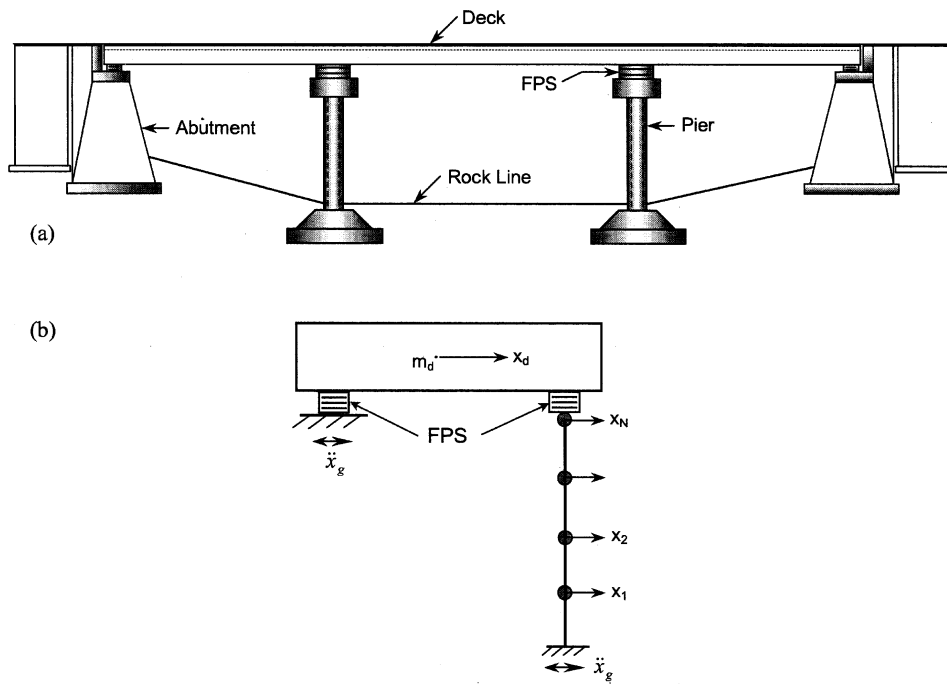 Deck
FPS
Abutment
Pier
Rock Line
(a)
(b)
m_d x_d
FPS
x_N
ẍ_g
x_2
x_1
ẍ_g